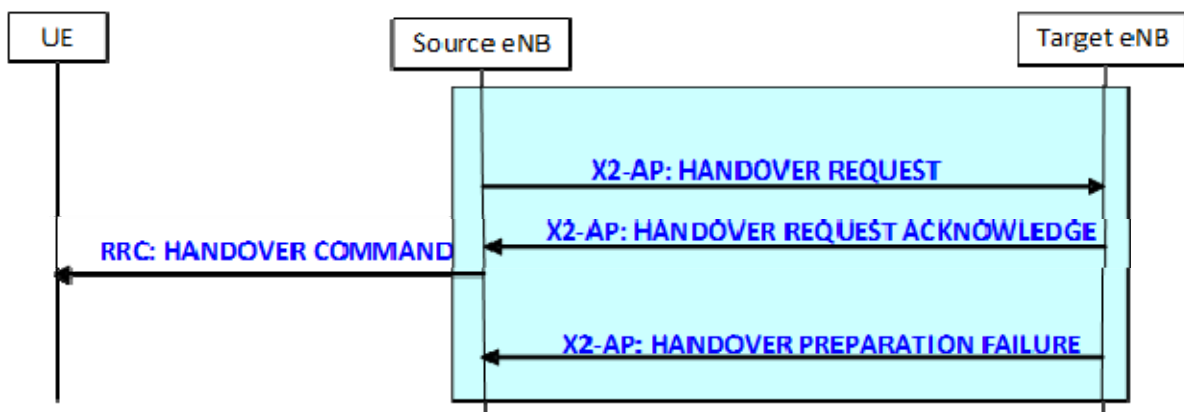 UE
Source eNB
Target eNB
X2-AP: HANDOVER REQUEST
X2-AP: HANDOVER REQUEST ACKNOWLEDGE
RRC: HANDOVER COMMAND
X2-AP: HANDOVER PREPARATION FAILURE